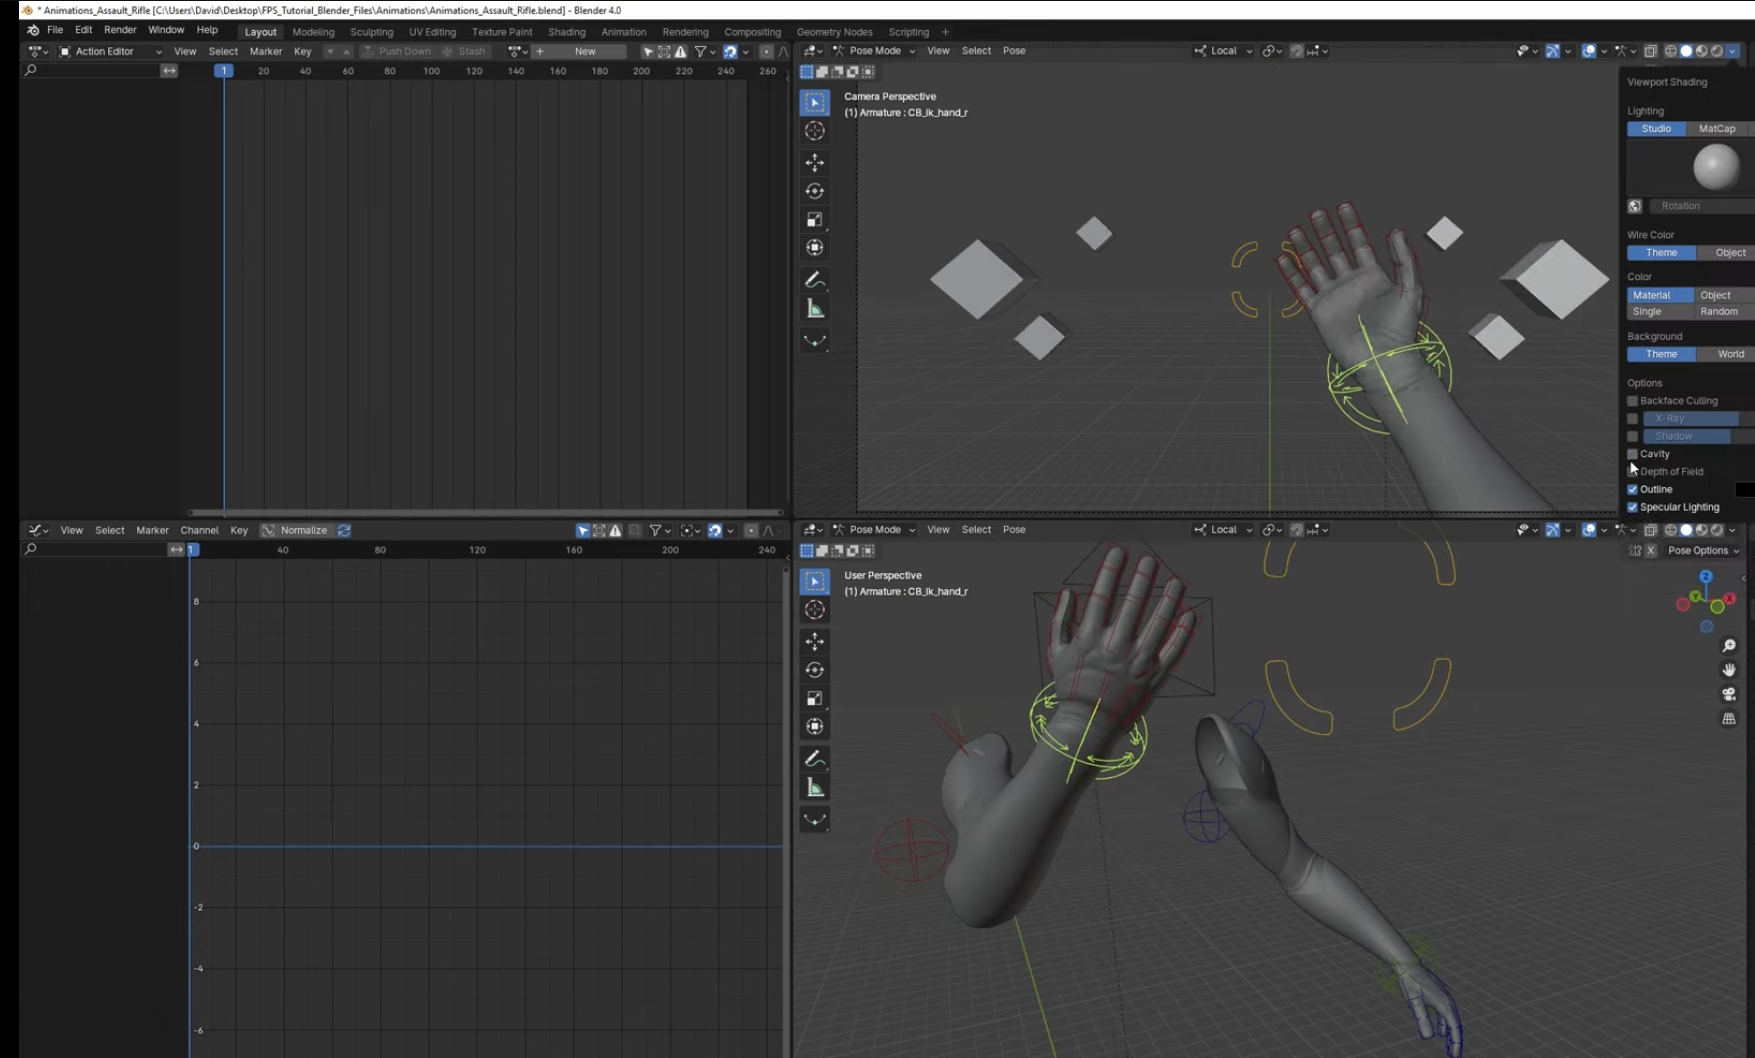 * Animations_Assault_Rifle [C:\Users\David\Desktop\FPS_Tutorial_Blender_Files\Animations\Animations_Assault_Rifle.blend] - Blender 4.0
File Edit Render Window Help Layout Modeling Sculpting UV Editing Texture Paint Shading Animation Rendering Compositing Geometry Nodes Scripting +
Action Editor View Select Marker Key Push Down Stash + New
1 20 40 60 80 100 120 140 160 180 200 220 240 260
Pose Mode View Select Pose Local
Camera Perspective
(1) Armature : CB_ik_hand_r
Viewport Shading
Lighting
Studio MatCap
Rotation
Wire Color
Theme Object
Color
Material Object
Single Random
Background
Theme World
Options
Backface Culling
X-Ray
Shadow
Cavity
Depth of Field
Outline
Specular Lighting
View Select Marker Channel Key Normalize
1 40 80 120 160 200 240
8
6
4
2
0
-2
-4
-6
Pose Mode View Select Pose Local
X Pose Options
User Perspective
(1) Armature : CB_ik_hand_r
Z
Y
X